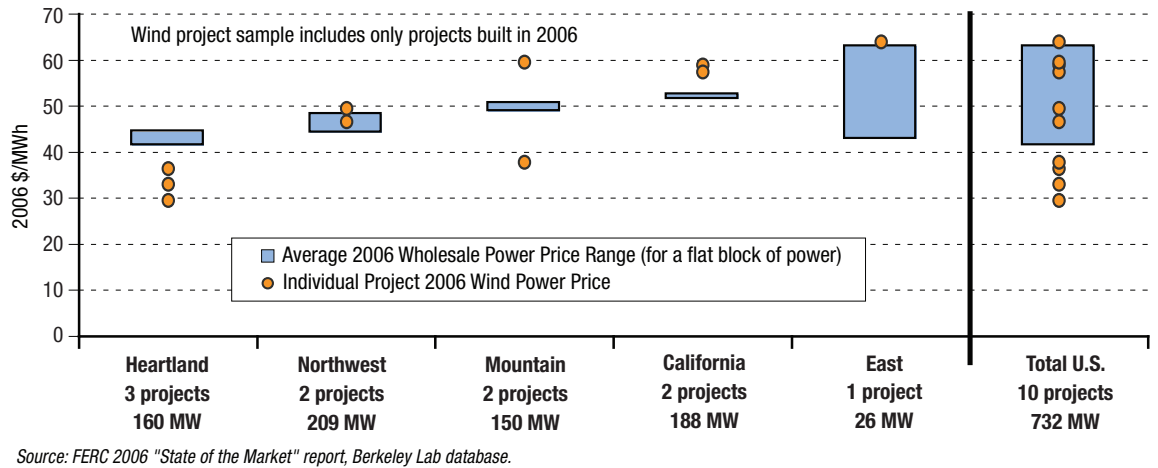 70
60
50
40
30
20
10
0
2006 $/MWh
Wind project sample includes only projects built in 2006
Average 2006 Wholesale Power Price Range (for a flat block of power)
Individual Project 2006 Wind Power Price
Heartland
3 projects
160 MW
Northwest
2 projects
209 MW
Mountain
2 projects
150 MW
California
2 projects
188 MW
East
1 project
26 MW
Total U.S.
10 projects
732 MW
Source: FERC 2006 "State of the Market" report, Berkeley Lab database.